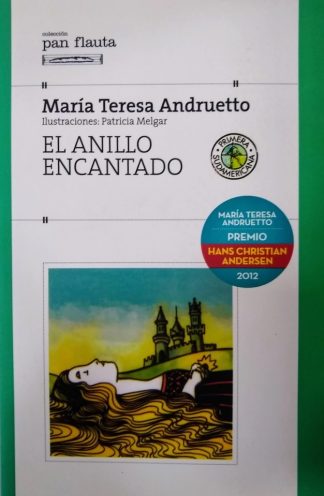 colección
pan flauta
María Teresa Andruetto
Ilustraciones: Patricia Melgar
EL ANILLO
ENCANTADO
PRIMERA
SUDAMERICANA
MARÍA TERESA
ANDRUETTO
PREMIO
HANS CHRISTIAN
ANDERSEN
2012